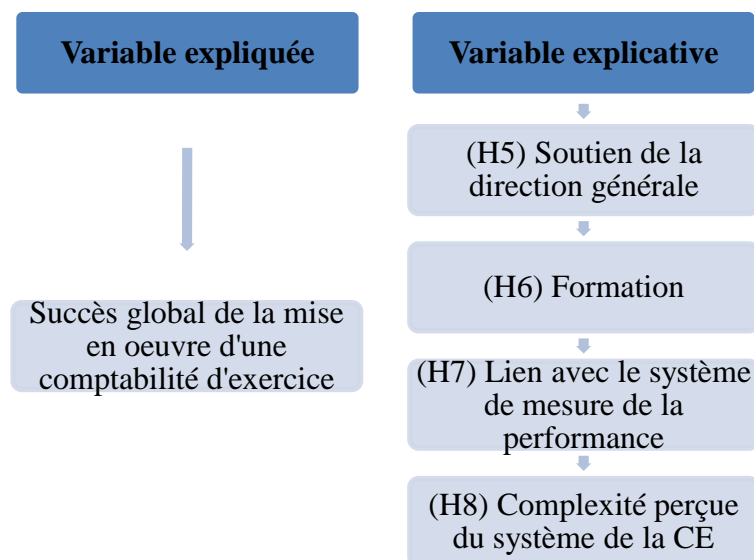 Variable expliquée
Succès global de la mise
en oeuvre d'une
comptabilité d'exercice
Variable explicative
(H5) Soutien de la
direction générale
(H6) Formation
(H7) Lien avec le système
de mesure de la
performance
(H8) Complexité perçue
du système de la CE